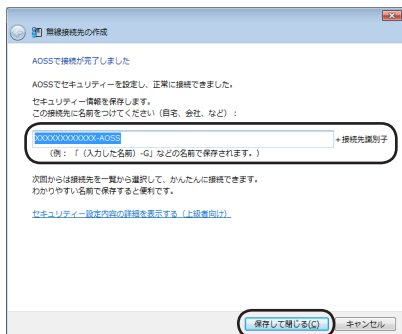 無線接続先の作成
AOSSで接続が完了しました
AOSSでセキュリティーを設定し、正常に接続できました。
セキュリティー情報を保存します。
この接続先に名前をつけてください（自宅、会社、など）：
XXXXXXXXXXXX-AOSS
+接続先識別子
（例：「（入力した名前）-G」などの名前で保存されます。）
次回からは接続先を一覧から選択して、かんたんに接続できます。
わかりやすい名前で保存すると便利です。
セキュリティー設定内容の詳細を表示する（上級者向け）
保存して閉じる(C)
キャンセル